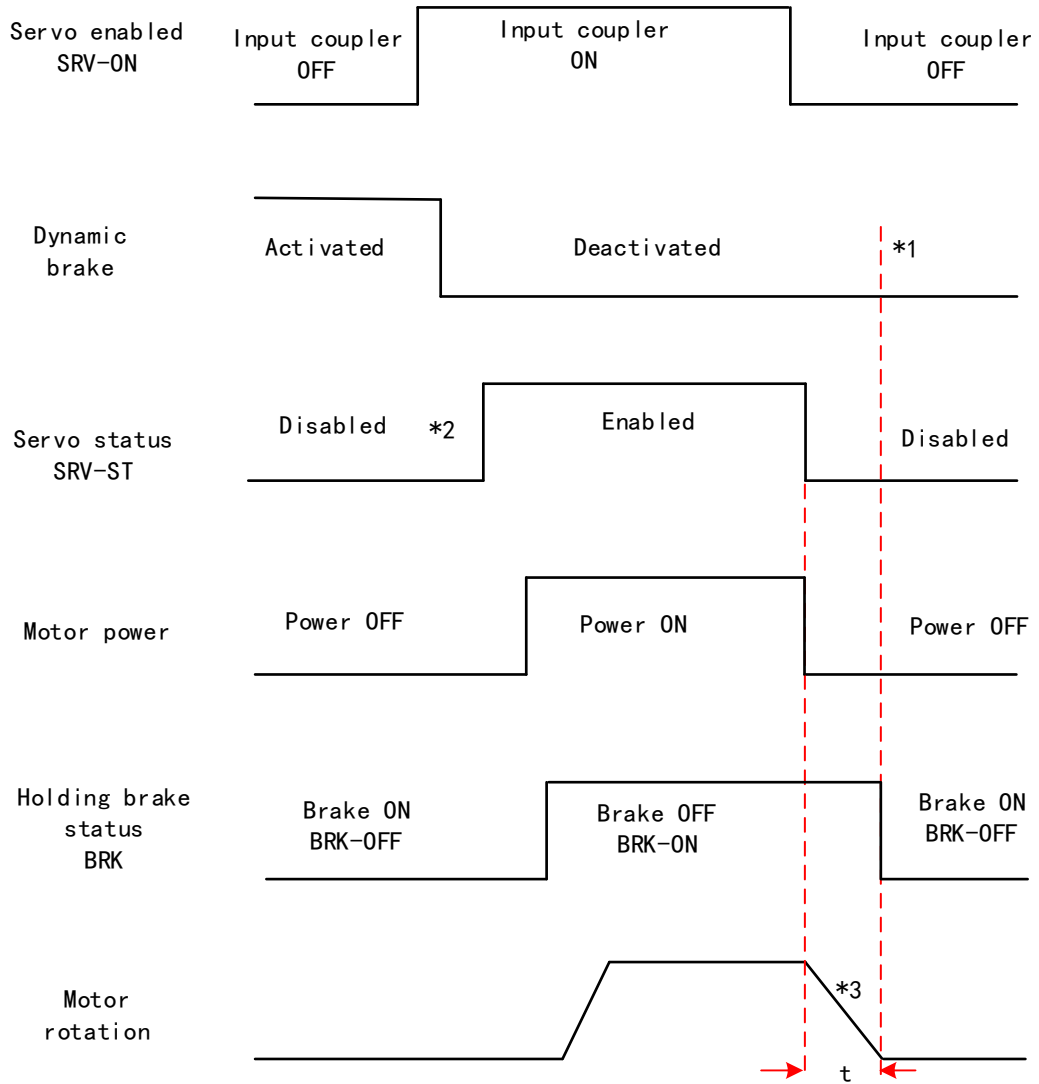 Servo enabled
SRV-ON
Input coupler
OFF
Input coupler
ON
Input coupler
OFF
Dynamic
brake
Activated
Deactivated
*1
Servo status
SRV-ST
Disabled
*2
Enabled
Disabled
Motor power
Power OFF
Power ON
Power OFF
Holding brake
status
BRK
Brake ON
BRK-OFF
Brake OFF
BRK-ON
Brake ON
BRK-OFF
Motor
rotation
*3
t